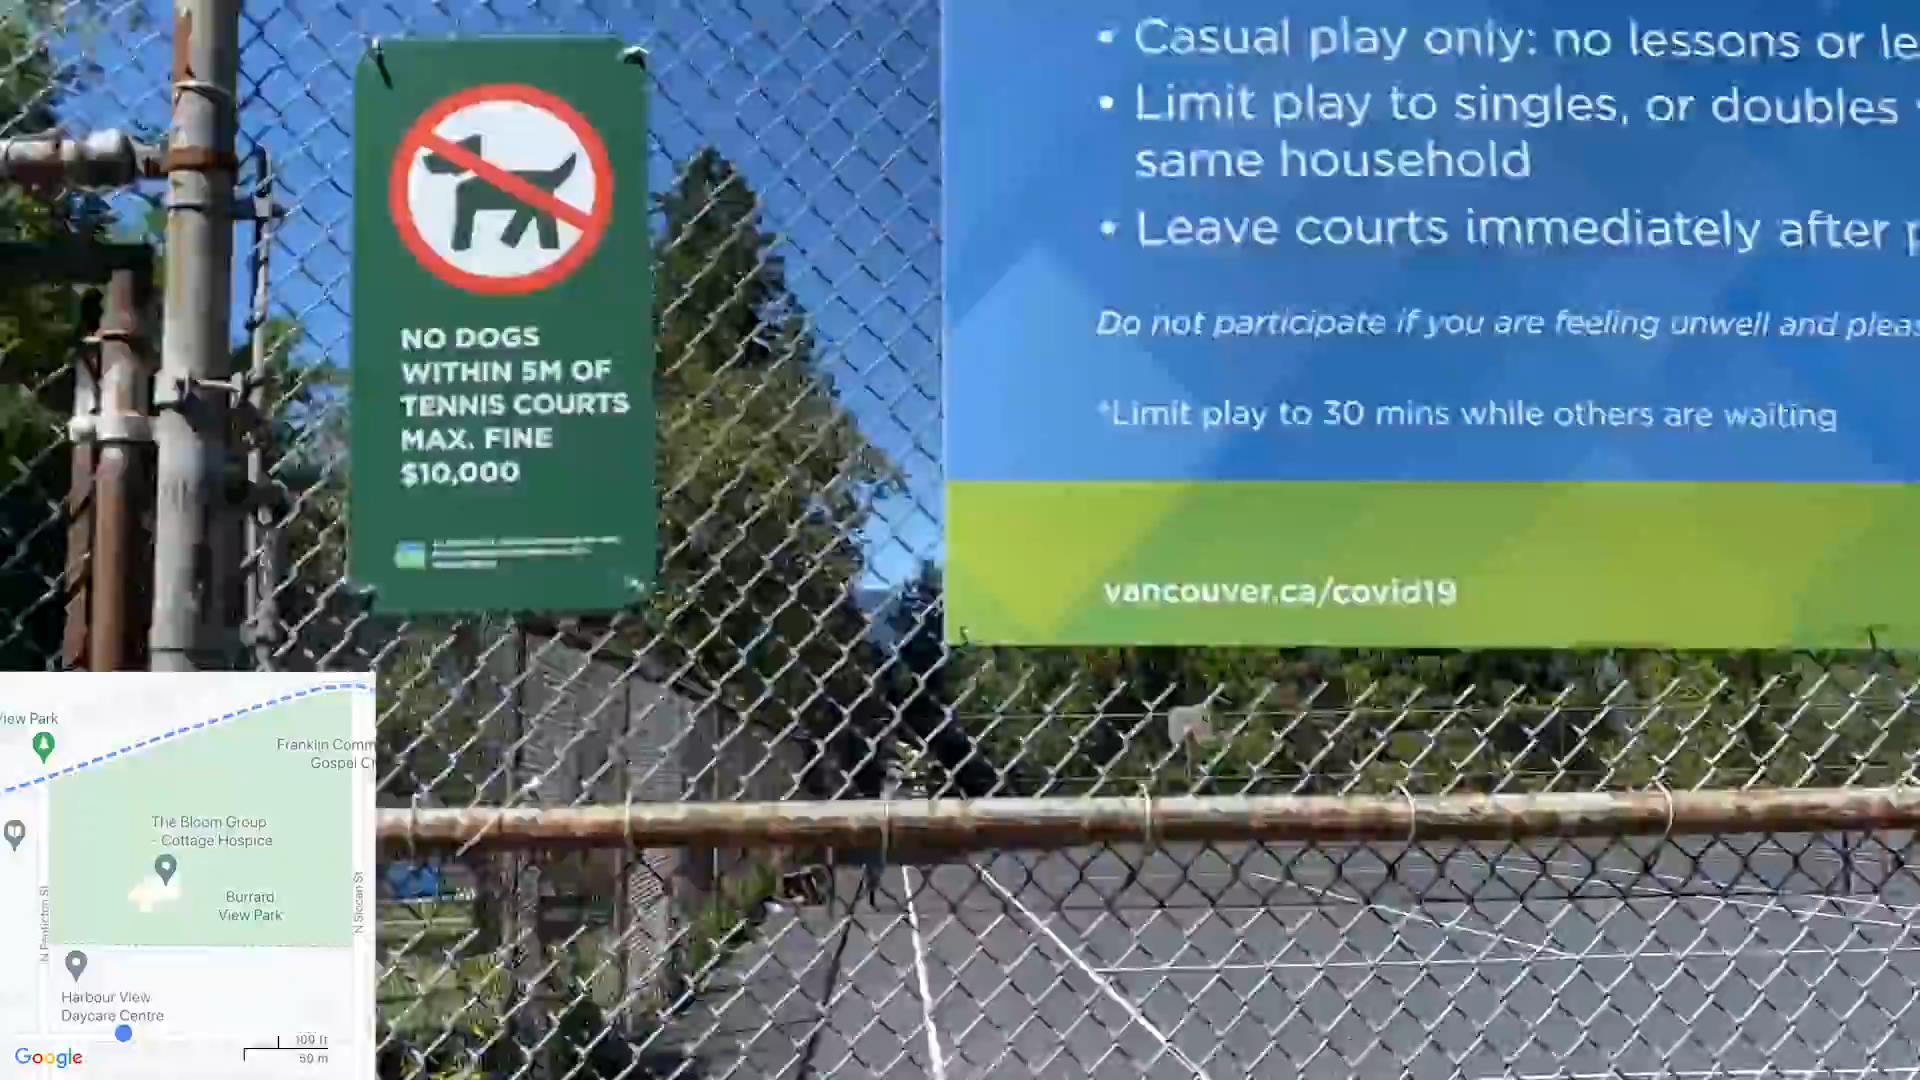 • Casual play only: no lessons or le
• Limit play to singles, or doubles
same household
• Leave courts immediately after p
Do not participate if you are feeling unwell and pleas
*Limit play to 30 mins while others are waiting
vancouver.ca/covid19
NO DOGS
WITHIN 5M OF
TENNIS COURTS
MAX. FINE
$10,000
View Park
Franklin Comm
Gospel Ch
The Bloom Group
- Cottage Hospice
Burrard
View Park
N Penticton St
N Slocan St
Harbour View
Daycare Centre
Google
100 ft
50 m